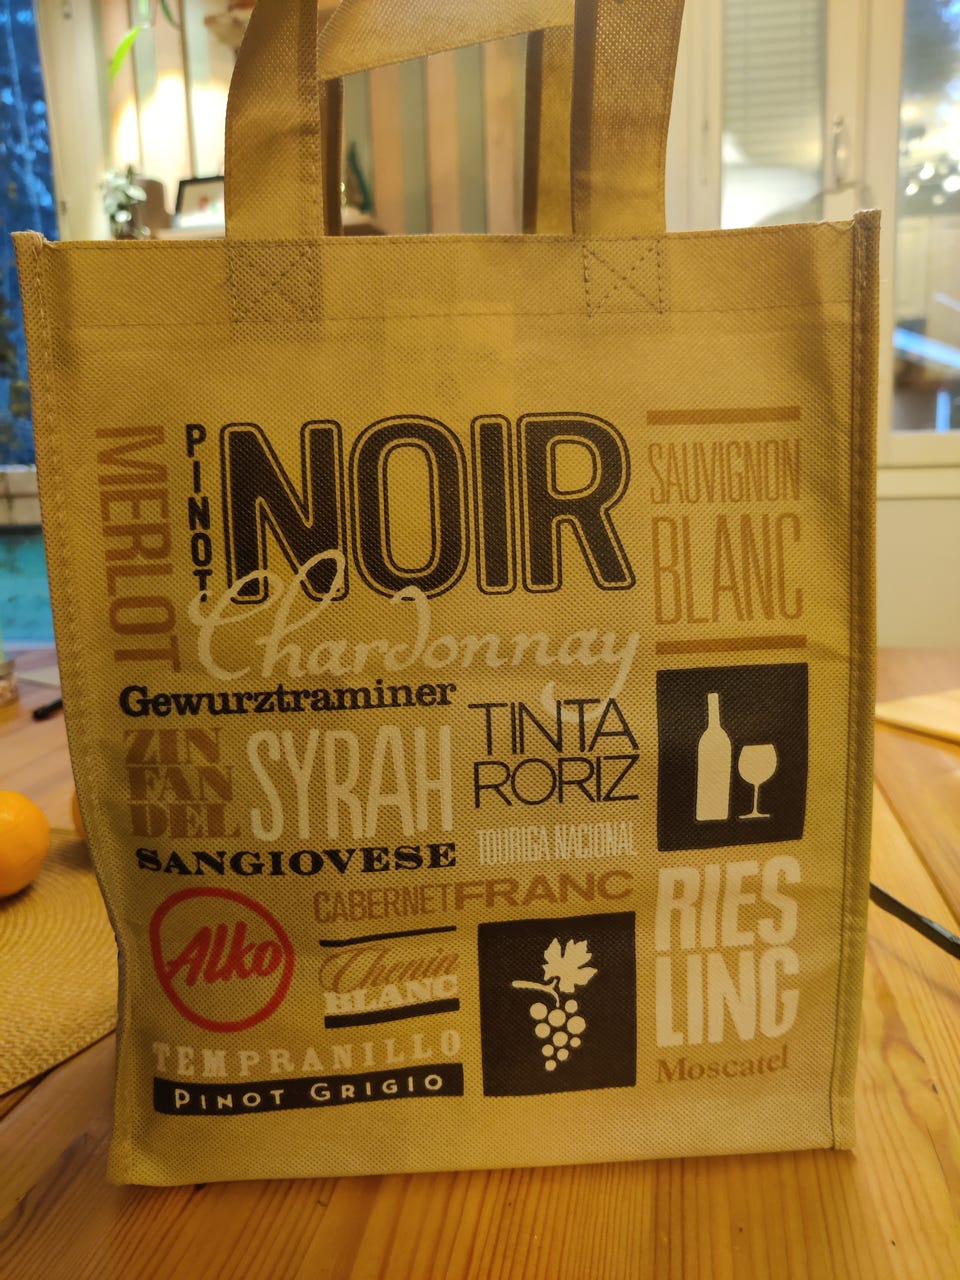 MERLOT
PINOT
NOIR
Chardonnay
SAUVIGNON
BLANC
Gewurztraminer
ZIN
FAN
DEL
SYRAH
TINTA
RORIZ
SANGIOVESE
TOURIGA NACIONAL
CABERNET FRANC
Alko
Chenin
BLANC
RIES
LING
TEMPRANILLO
PINOT GRIGIO
Moscatel